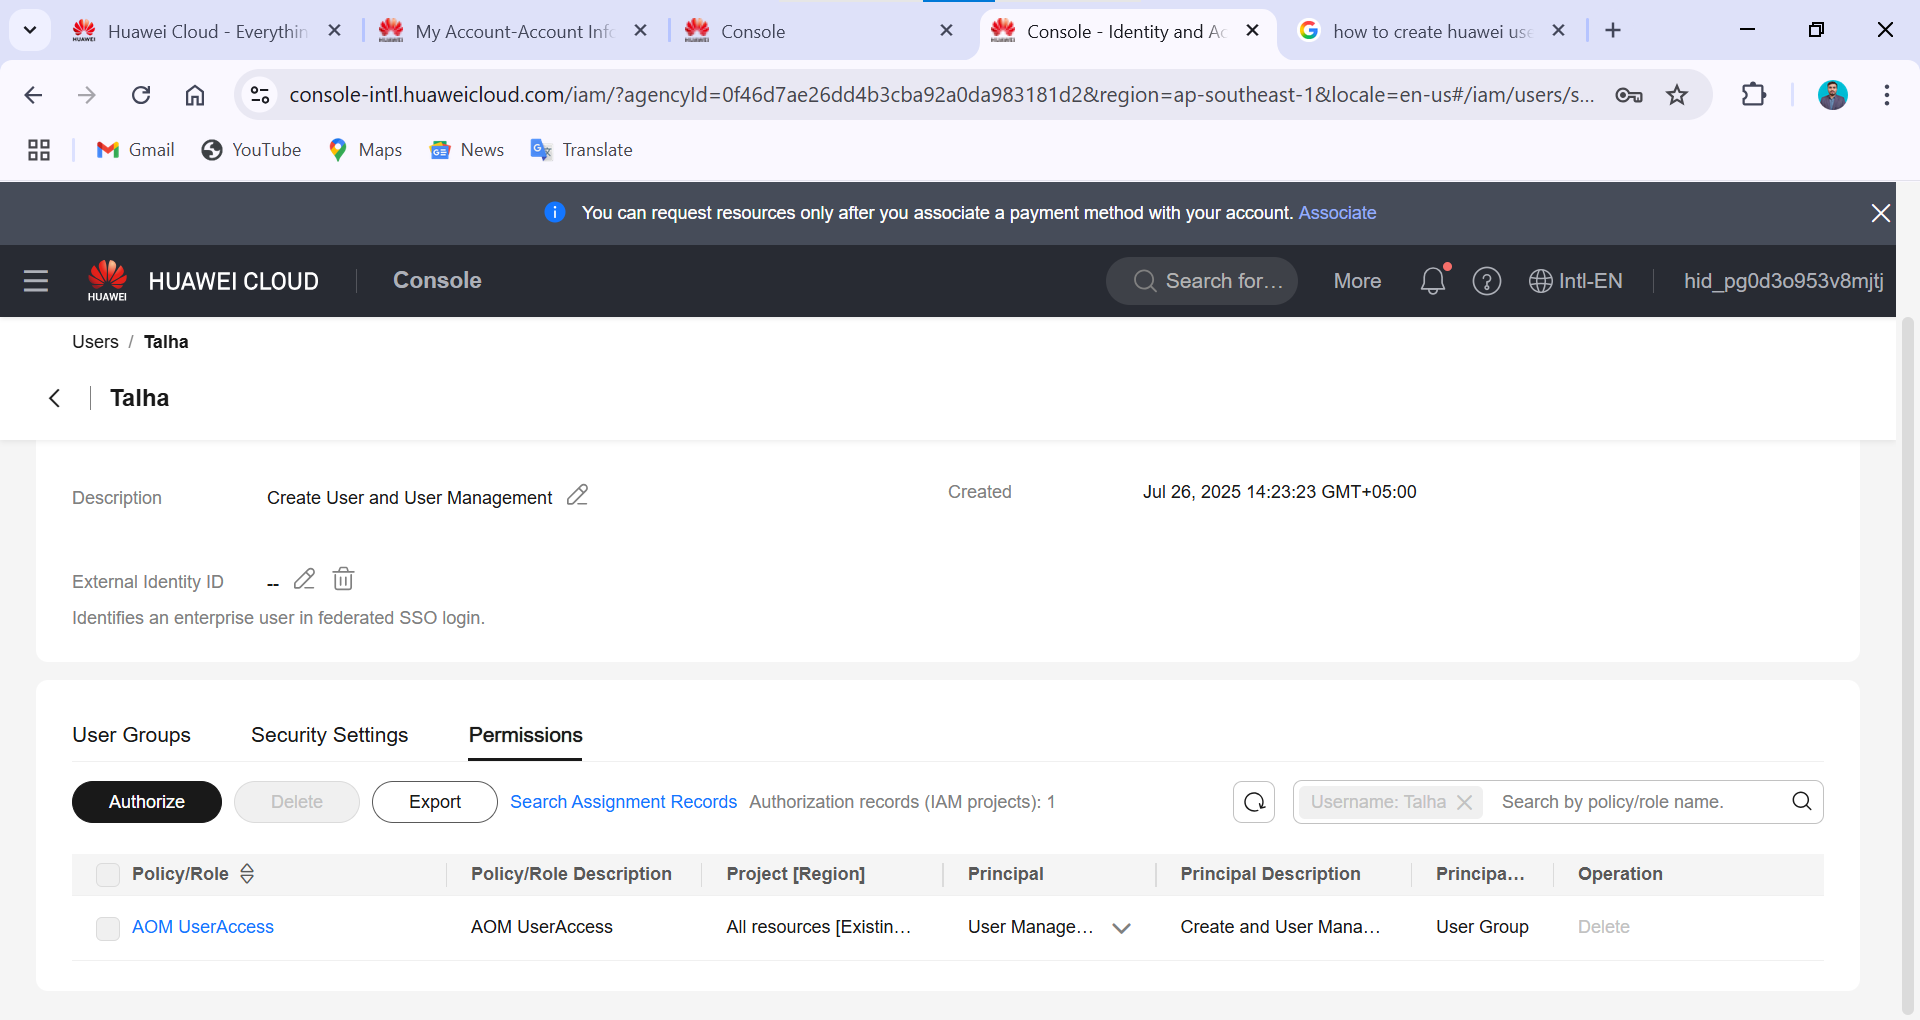 Huawei Cloud - Everythin
My Account-Account Info
Console
Console - Identity and Ac
how to create huawei use
console-intl.huaweicloud.com/iam/?agencyId=0f46d7ae26dd4b3cba92a0da983181d2&region=ap-southeast-1&locale=en-us#/iam/users/s...
Gmail
YouTube
Maps
News
Translate
You can request resources only after you associate a payment method with your account. Associate
HUAWEI
HUAWEI CLOUD
Console
Search for...
More
Intl-EN
hid_pg0d3o953v8mjtj
Users / Talha
Talha
Description
Create User and User Management
Created
Jul 26, 2025 14:23:23 GMT+05:00
External Identity ID
--
Identifies an enterprise user in federated SSO login.
User Groups
Security Settings
Permissions
Authorize
Delete
Export
Search Assignment Records
Authorization records (IAM projects): 1
Username: Talha
Search by policy/role name.
Policy/Role
Policy/Role Description
Project [Region]
Principal
Principal Description
Principa...
Operation
AOM UserAccess
AOM UserAccess
All resources [Existin...
User Manage...
Create and User Mana...
User Group
Delete